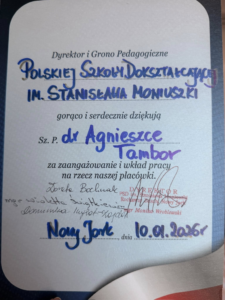 Dyrektor i Grono Pedagogiczne
POLSKIEJ SZKOŁY DOKSZTAŁCAJĄCEJ
IM. STANISŁAWA MONIUSZKI
gorąco i serdecznie dziękują
Sz. P. dr Agnieszce
Tambor
za zaangażowanie i wkład pracy
na rzecz naszej placówki.
DYREKTOR
Nowy Jork dnia 10.01.2026r